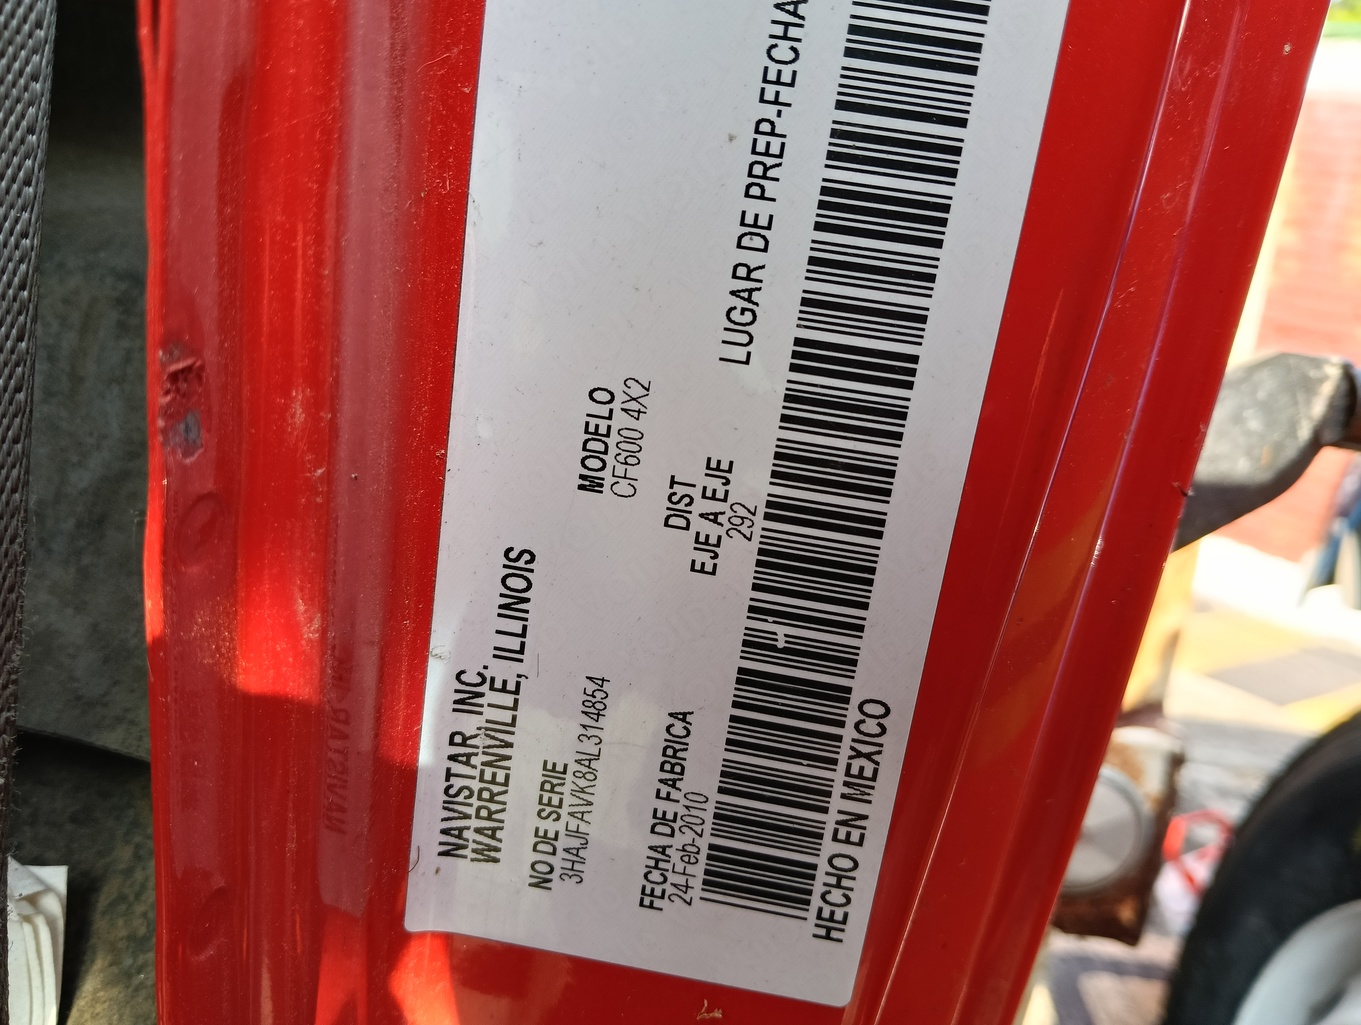 NAVISTAR, INC.
WARRENVILLE, ILLINOIS
NO DE SERIE
3HAJFAVK8AL314854
MODELO
CF600 4X2
FECHA DE FABRICA
24-Feb-2010
DIST
EJE A EJE
292
LUGAR DE PREP-FECHA
HECHO EN MEXICO